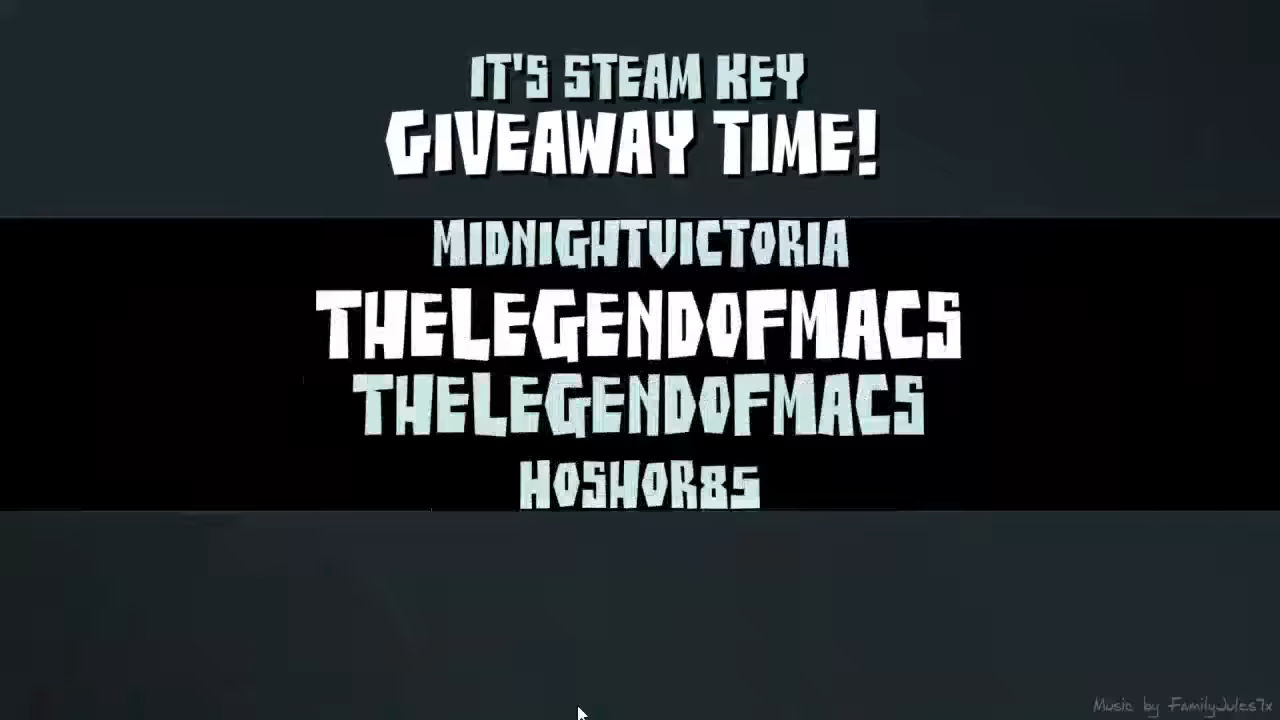 IT'S STEAM KEY
GIVEAWAY TIME!
MIDNIGHTVICTORIA
THELEGENDOFMACS
THELEGENDOFMACS
HOSHOR85
Music by FamilyJules7x